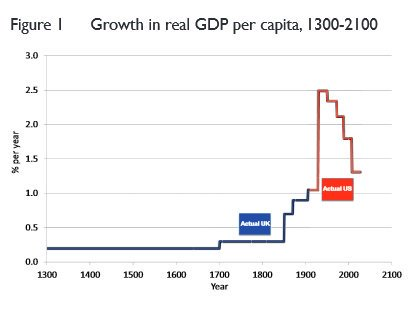 Figure 1 Growth in real GDP per capita, 1300-2100
3.0
2.5
2.0
1.5
1.0
0.5
0.0
% per year
Actual UK
Actual US
1300 1400 1500 1600 1700 1800 1900 2000 2100
Year